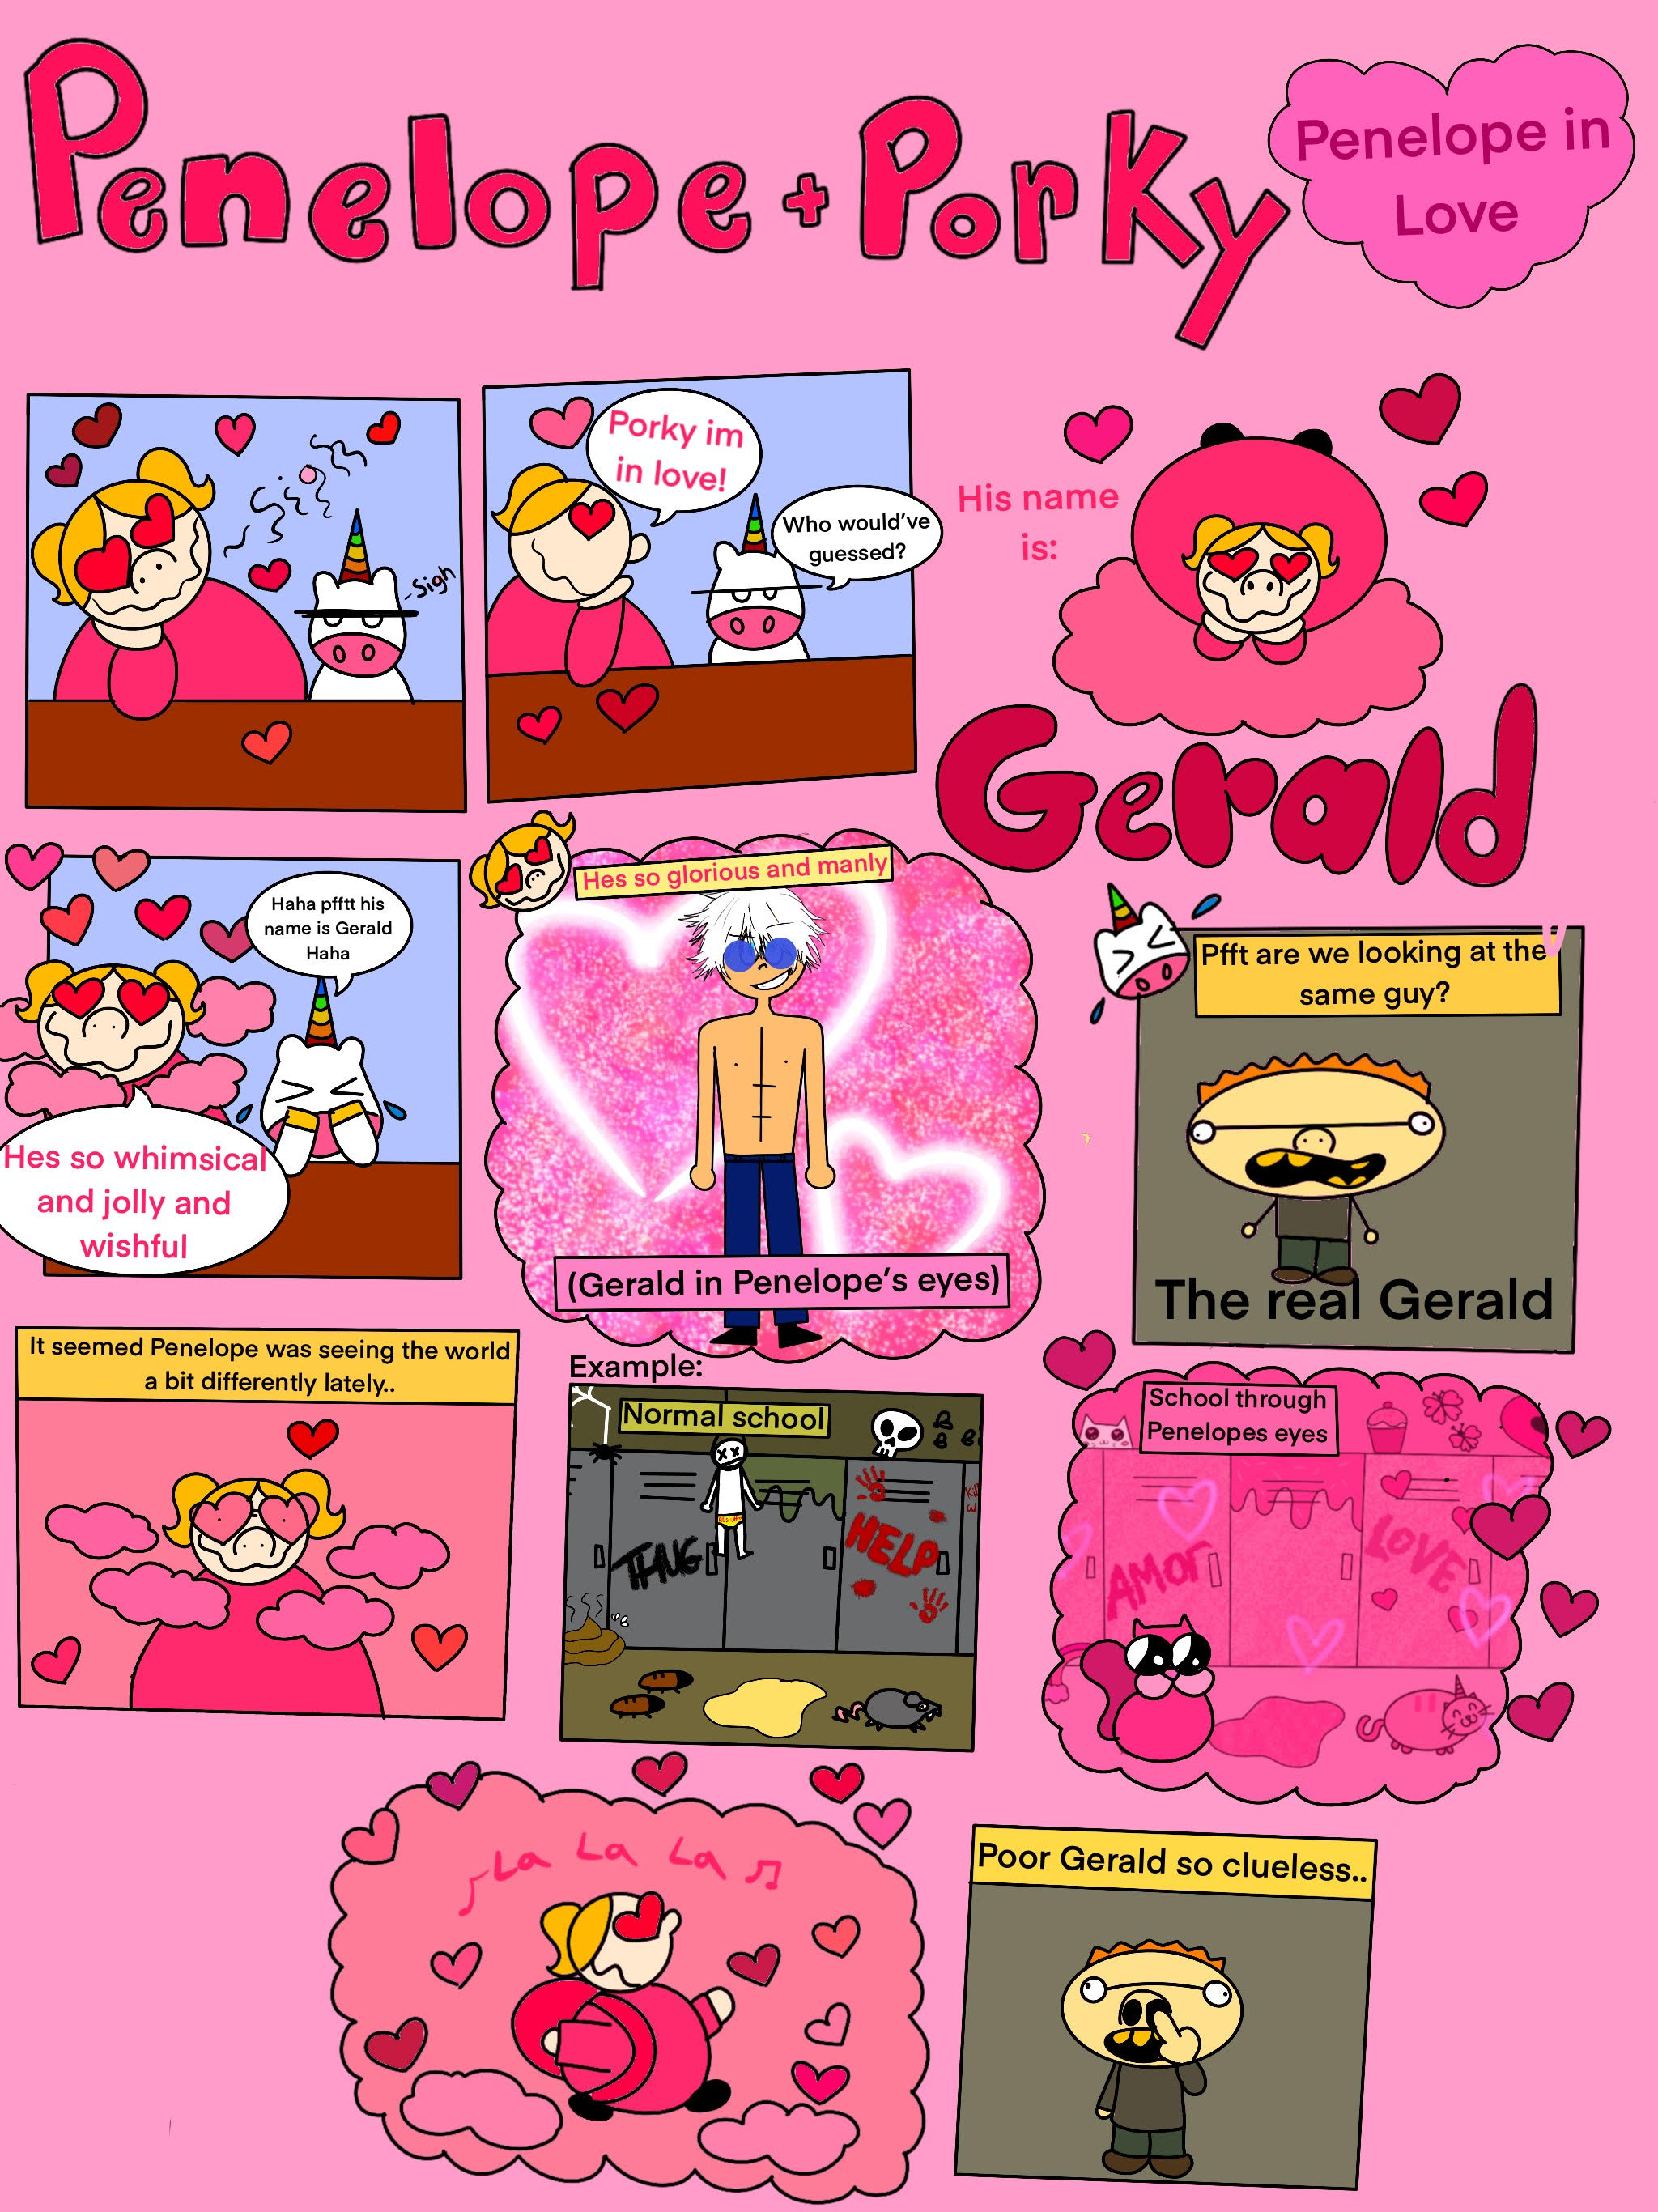 Penelope + Porky
Penelope in
Love
-Sigh
Porky im
in love!
Who would've
guessed?
His name
is:
Gerald
Haha pfftt his
name is Gerald
Haha
Hes so whimsical
and jolly and
wishful
Hes so glorious and manly
(Gerald in Penelope's eyes)
Pfft are we looking at the
same guy?
The real Gerald
It seemed Penelope was seeing the world
a bit differently lately..
Example:
Normal school
THUG
HELP
School through
Penelopes eyes
AMOr
LOVE
La La La
Poor Gerald so clueless..